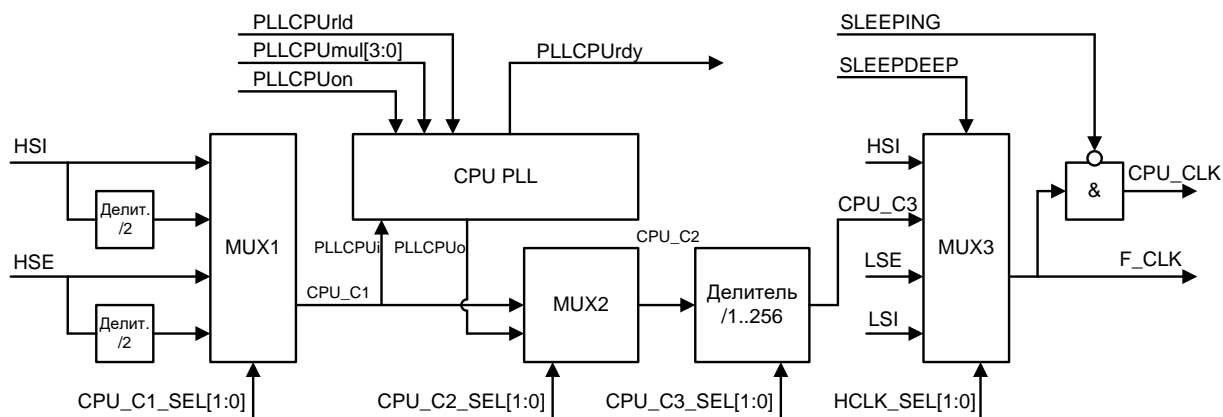 PLLCPUrld
PLLCPUmul[3:0]
PLLCPUon
PLLCPUrdy
SLEEPING
SLEEPDEEP
HSI
Делит.
/2
HSE
Делит.
/2
MUX1
CPU_C1_SEL[1:0]
CPU PLL
PLLCPUi
PLLCPUo
CPU_C1
MUX2
CPU_C2_SEL[1:0]
CPU_C2
Делитель
/1..256
CPU_C3_SEL[1:0]
HSI
CPU_C3
LSE
LSI
MUX3
HCLK_SEL[1:0]
&
CPU_CLK
F_CLK